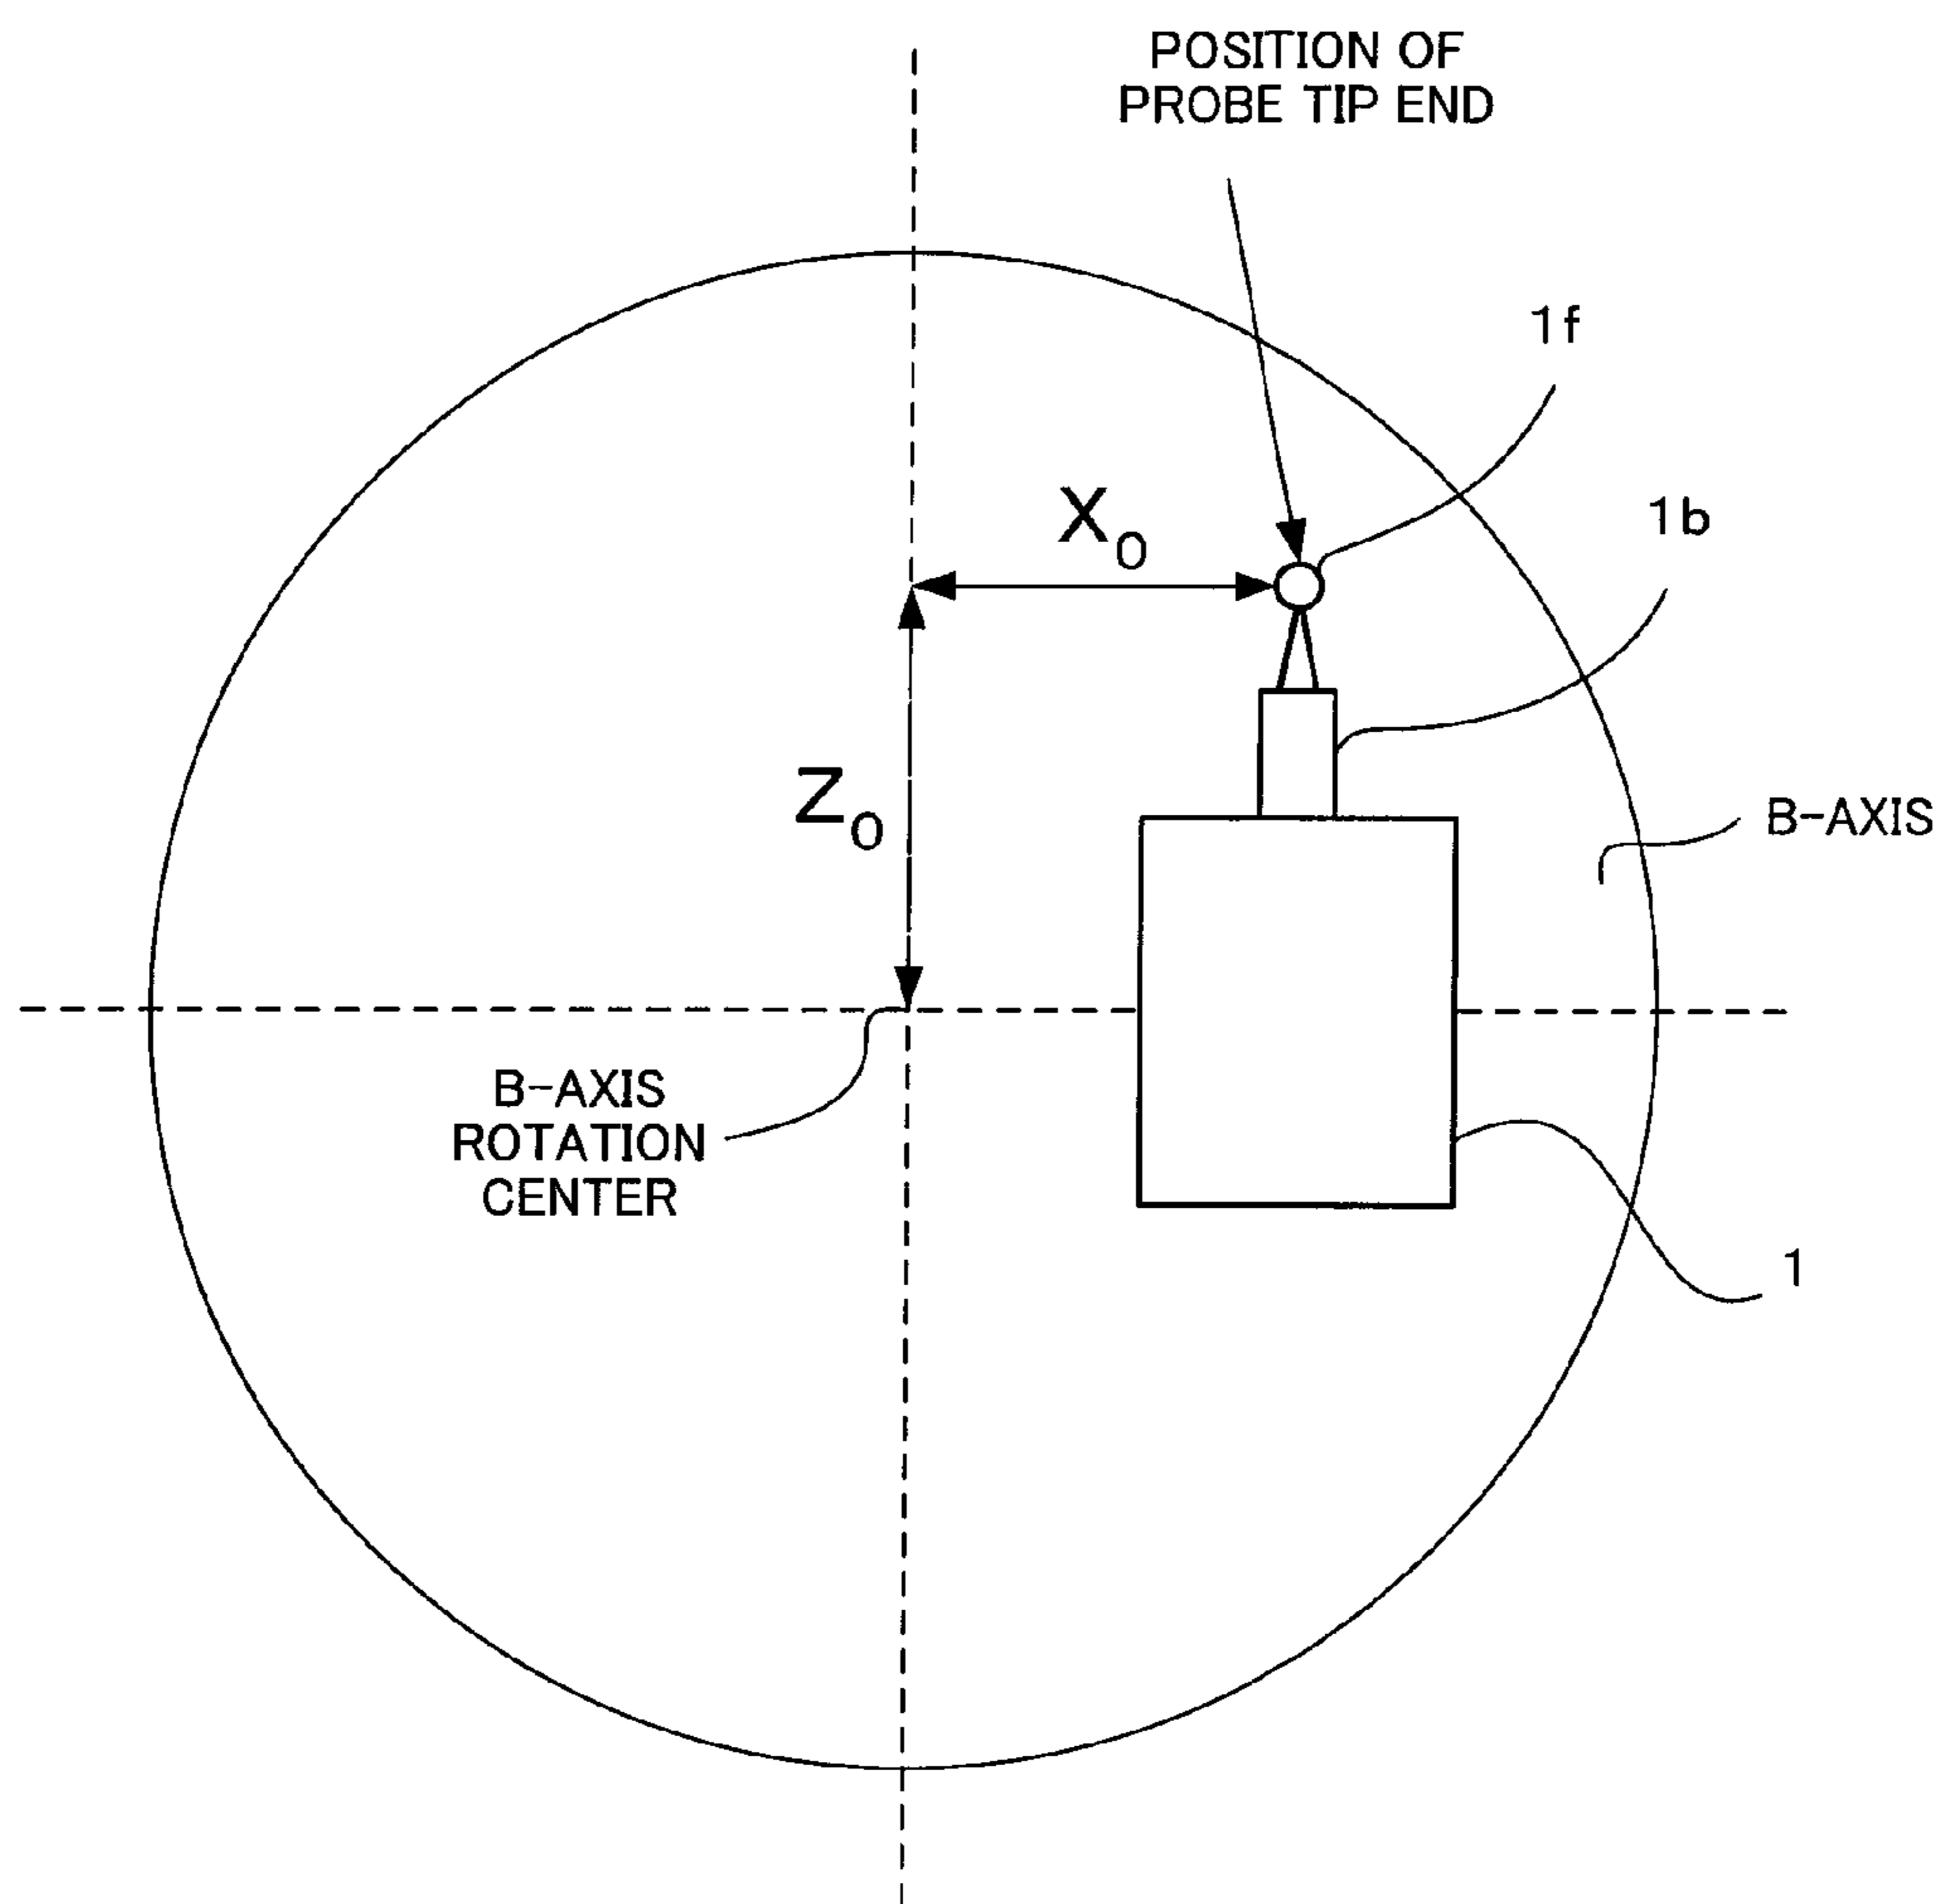 POSITION OF
PROBE TIP END
1f
1b
X0
Z0
B-AXIS
B-AXIS
ROTATION
CENTER
1